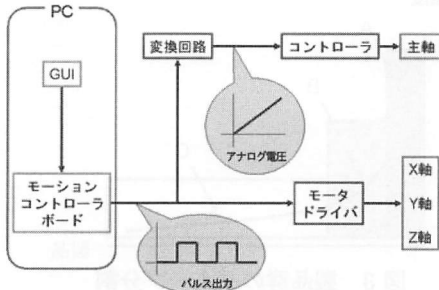 PC
GUI
モーション
コントローラ
ボード
変換回路
コントローラ
主軸
アナログ電圧
モータ
ドライバ
X軸
Y軸
Z軸
パルス出力